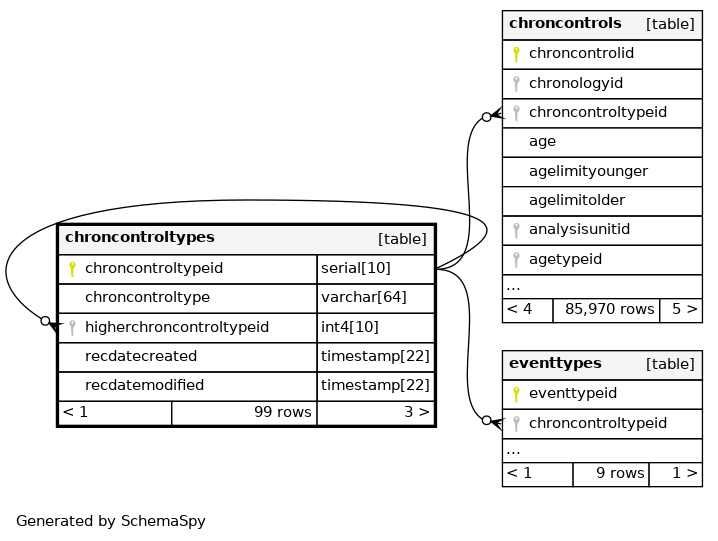 chroncontrols [table]
chroncontrolid
chronologyid
chroncontroltypeid
age
agelimityounger
agelimitolder
analysisunitid
agetypeid
...
< 4 85,970 rows 5 >
chroncontroltypes [table]
chroncontroltypeid serial[10]
chroncontroltype varchar[64]
higherchroncontroltypeid int4[10]
recdatecreated timestamp[22]
recdatemodified timestamp[22]
< 1 99 rows 3 >
eventtypes [table]
eventtypeid
chroncontroltypeid
...
< 1 9 rows 1 >
Generated by SchemaSpy